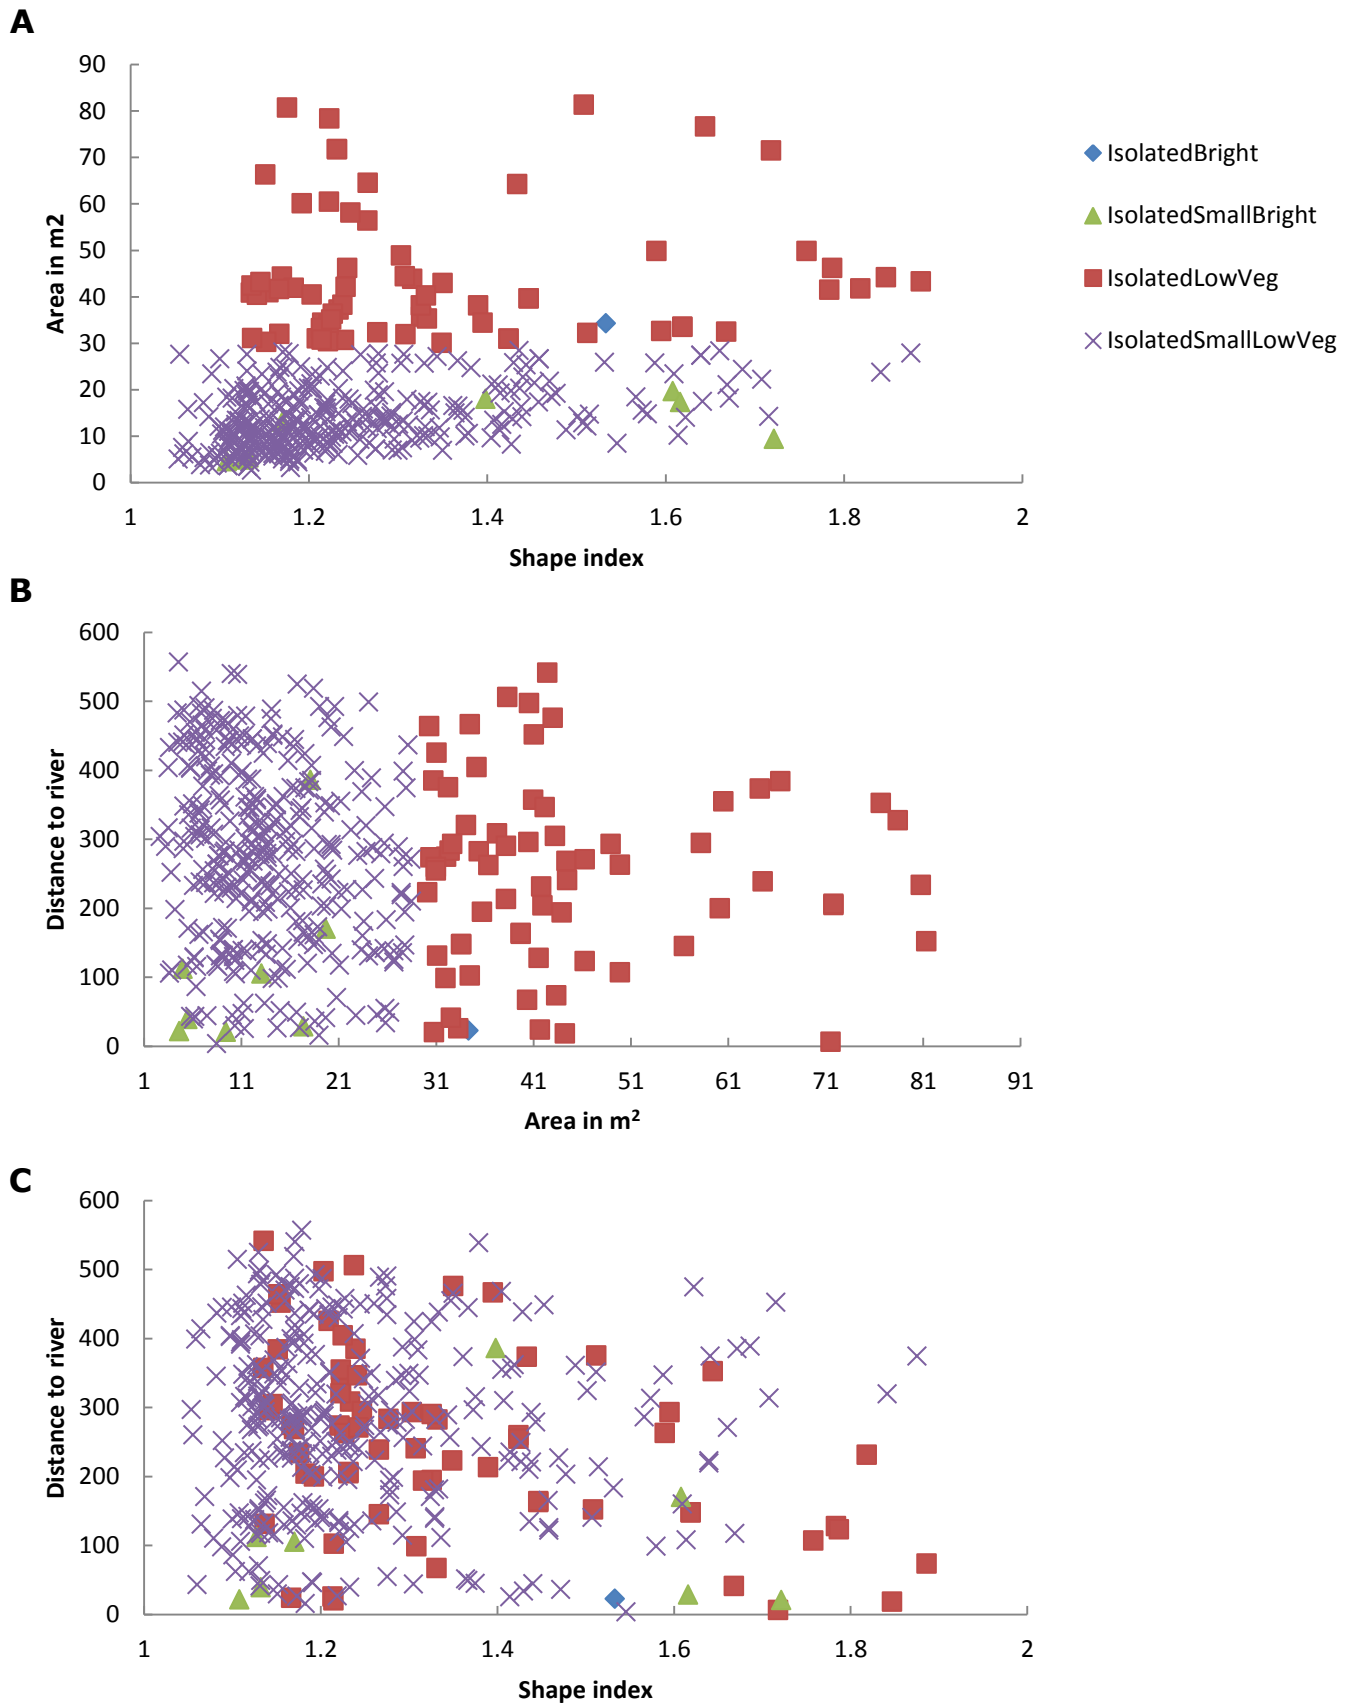 A
90
80
70
60
50
40
30
20
10
0
Area in m2
1 1.2 1.4 1.6 1.8 2
Shape index
IsolatedBright
IsolatedSmallBright
IsolatedLowVeg
IsolatedSmallLowVeg
B
600
500
400
300
200
100
0
Distance to river
1 11 21 31 41 51 61 71 81 91
Area in m²
C
600
500
400
300
200
100
0
Distance to river
1 1.2 1.4 1.6 1.8 2
Shape index